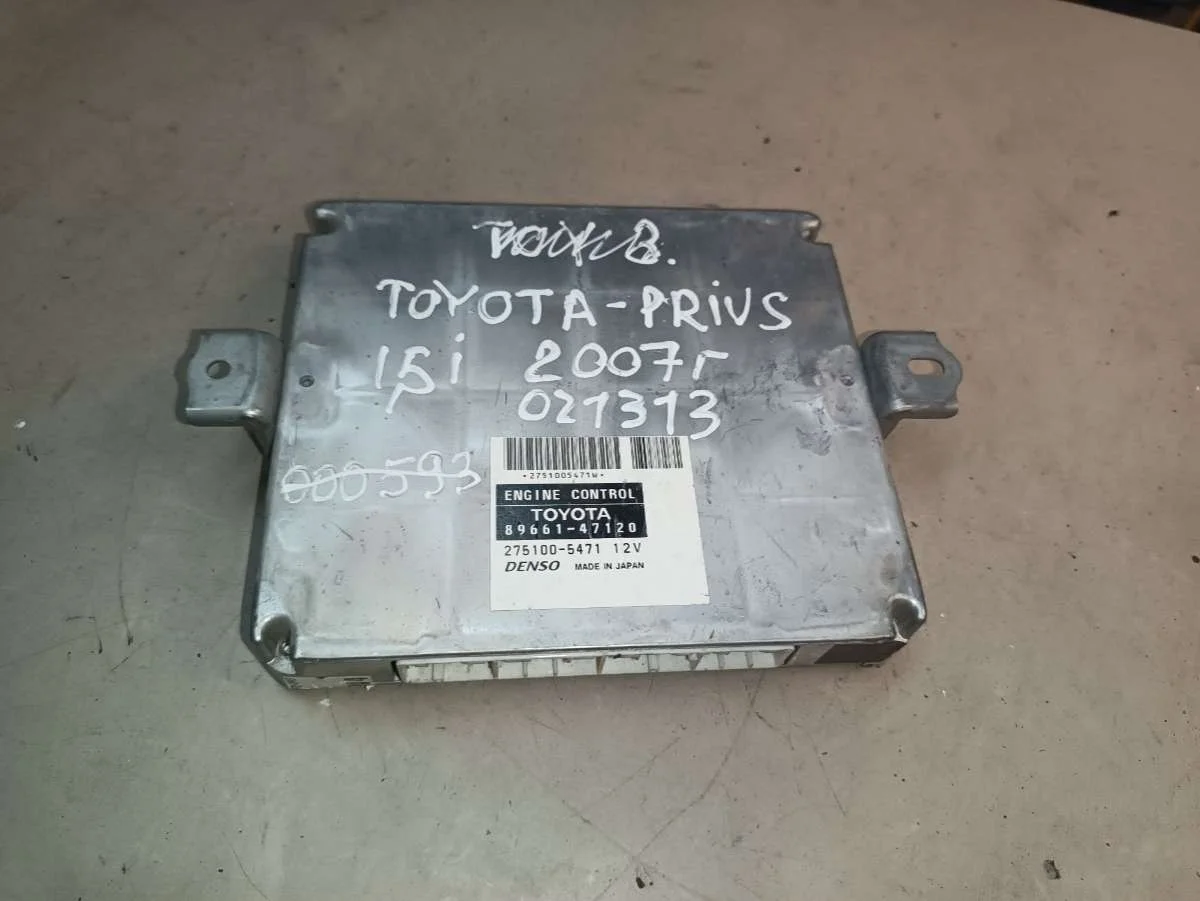 TOYOTA-PRIUS
1.5i 2007г
021313
000593
*2751005471W*
ENGINE CONTROL
TOYOTA
89661-47120
275100-5471 12V
DENSO MADE IN JAPAN